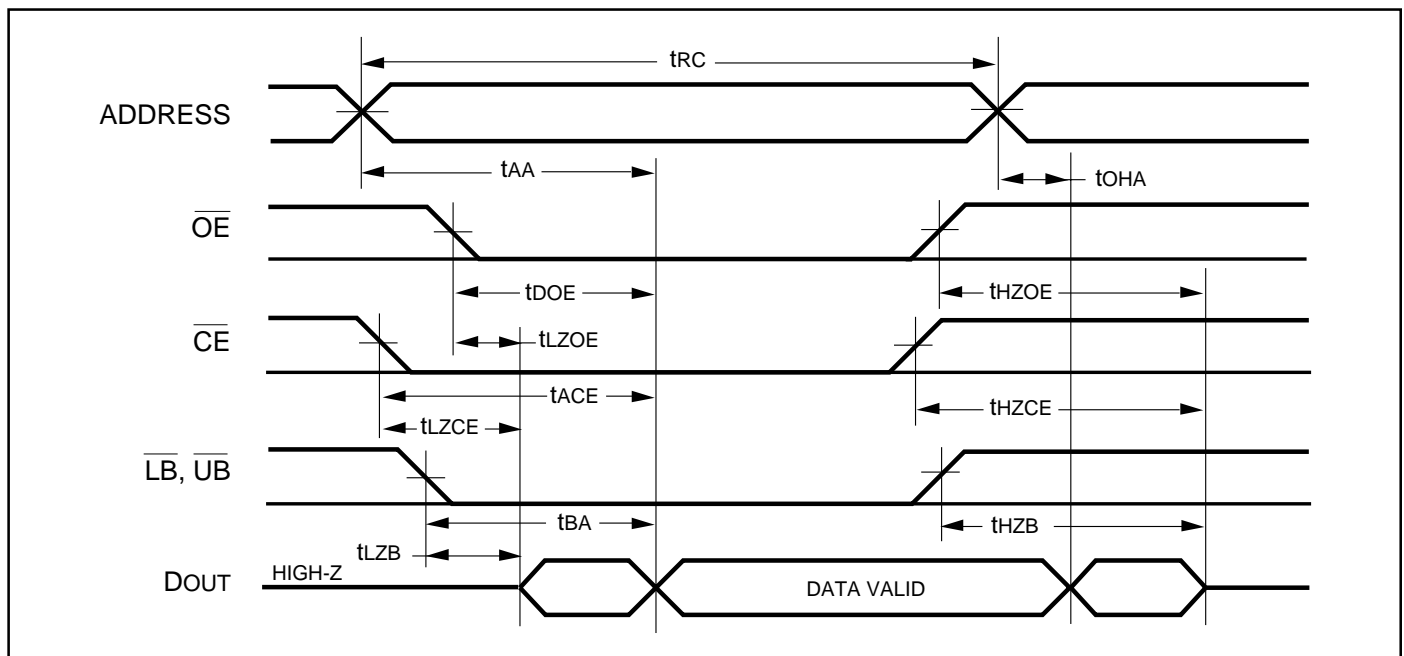 tRC
ADDRESS
tAA
tOHA
OE
tDOE
tHZOE
CE
tLZOE
tACE
tHZCE
tLZCE
LB, UB
tBA
tHZB
tLZB
DOUT
HIGH-Z
DATA VALID